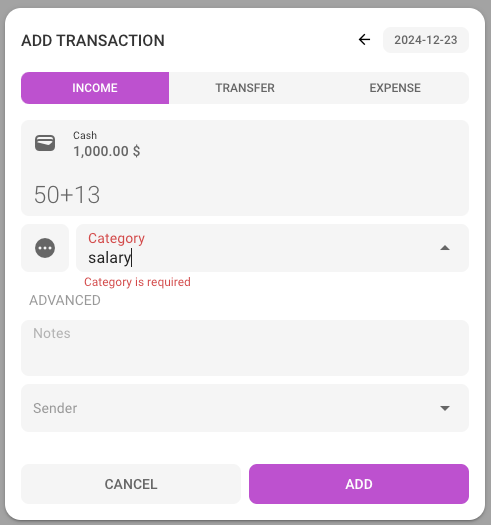 ADD TRANSACTION
2024-12-23
INCOME TRANSFER EXPENSE
Cash
1,000.00 $
50+13
Category
salary
Category is required
ADVANCED
Notes
Sender
CANCEL ADD